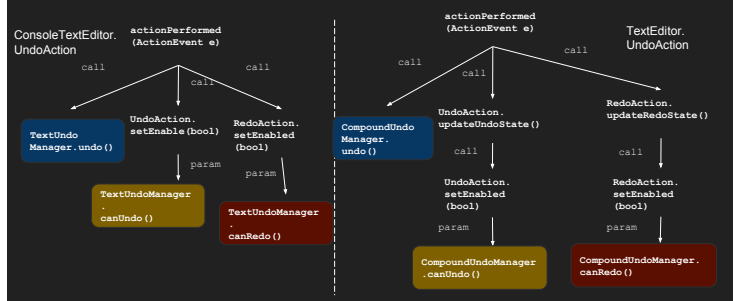 ConsoleTextEditor.
UndoAction
actionPerformed
(ActionEvent e)
call
call
call
TextUndo
Manager.undo()
UndoAction.
setEnable(bool)
RedoAction.
setEnabled
(bool)
param
param
TextUndoManager
.
canUndo()
TextUndoManager
.
canRedo()
actionPerformed
(ActionEvent e)
TextEditor.
UndoAction
call
call
call
CompoundUndo
Manager.
undo()
UndoAction.
updateUndoState()
RedoAction.
updateRedoState()
call
call
UndoAction.
setEnabled
(bool)
RedoAction.
setEnabled
(bool)
param
param
CompoundUndoManager
.canUndo()
CompoundUndoManager.
canRedo()